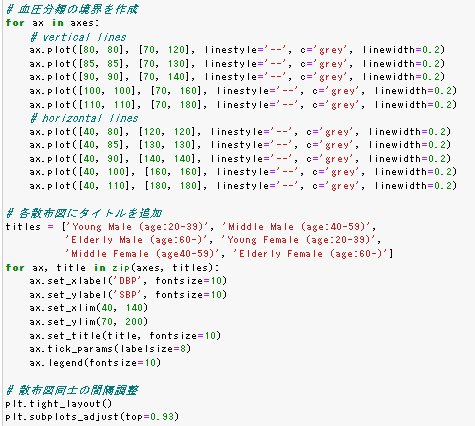 # 血圧分類の境界を作成
for ax in axes:
    # vertical lines
    ax.plot([80, 80], [70, 120], linestyle='--', c='grey', linewidth=0.2)
    ax.plot([85, 85], [70, 130], linestyle='--', c='grey', linewidth=0.2)
    ax.plot([90, 90], [70, 140], linestyle='--', c='grey', linewidth=0.2)
    ax.plot([100, 100], [70, 160], linestyle='--', c='grey', linewidth=0.2)
    ax.plot([110, 110], [70, 180], linestyle='--', c='grey', linewidth=0.2)
    # horizontal lines
    ax.plot([40, 80], [120, 120], linestyle='--', c='grey', linewidth=0.2)
    ax.plot([40, 85], [130, 130], linestyle='--', c='grey', linewidth=0.2)
    ax.plot([40, 90], [140, 140], linestyle='--', c='grey', linewidth=0.2)
    ax.plot([40, 100], [160, 160], linestyle='--', c='grey', linewidth=0.2)
    ax.plot([40, 110], [180, 180], linestyle='--', c='grey', linewidth=0.2)
# 各散布図にタイトルを追加
titles = ['Young Male (age:20-39)', 'Middle Male (age:40-59)',
          'Elderly Male (age:60-)', 'Young Female (age:20-39)',
          'Middle Female (age40-59)', 'Elderly Female (age:60-)']
for ax, title in zip(axes, titles):
    ax.set_xlabel('DBP', fontsize=10)
    ax.set_ylabel('SBP', fontsize=10)
    ax.set_xlim(40, 140)
    ax.set_ylim(70, 200)
    ax.set_title(title, fontsize=10)
    ax.tick_params(labelsize=8)
    ax.legend(fontsize=10)
# 散布図同士の間隔調整
plt.tight_layout()
plt.subplots_adjust(top=0.93)